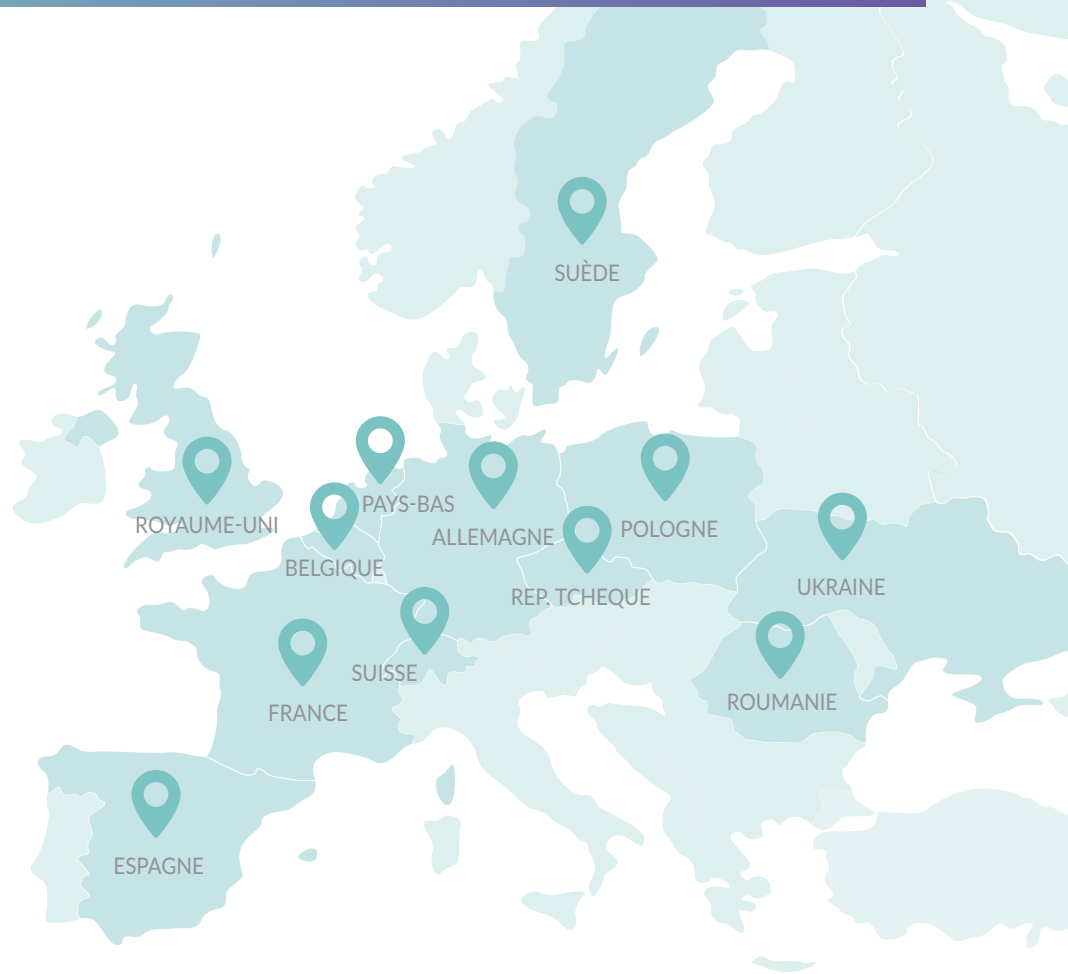 SUÈDE
PAYS-BAS
ROYAUME-UNI
POLOGNE
ALLEMAGNE
BELGIQUE
UKRAINE
REP. TCHEQUE
SUISSE
ROUMANIE
FRANCE
ESPAGNE